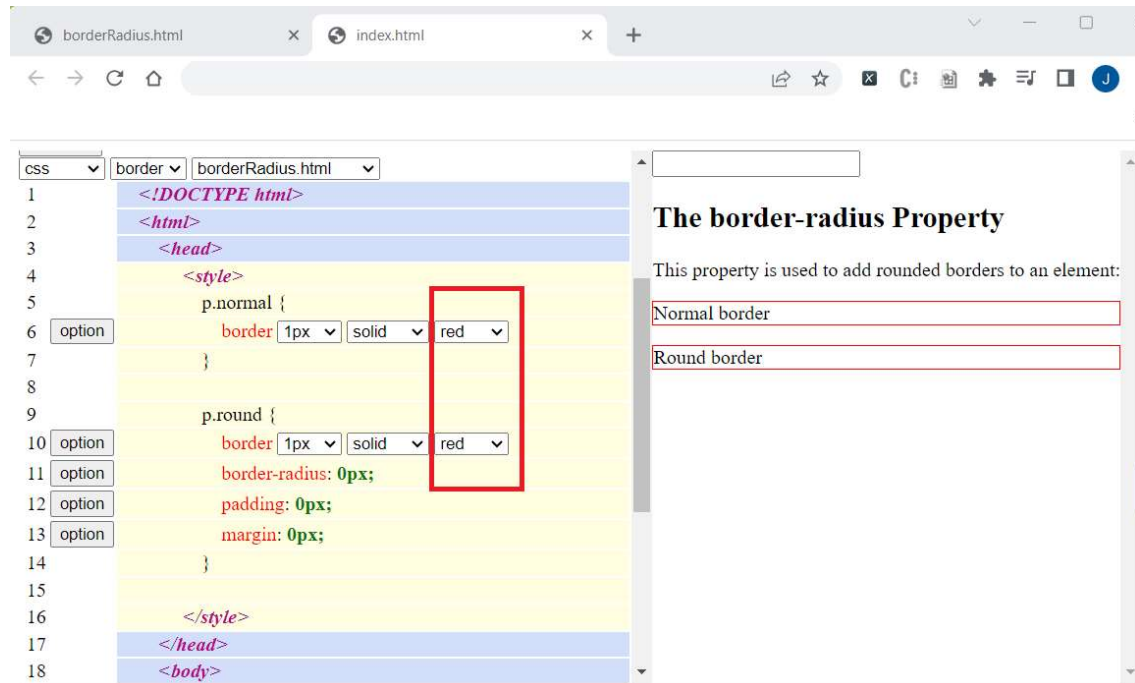 borderRadius.html
index.html
J
css border borderRadius.html
1 <!DOCTYPE html>
2 <html>
3 <head>
4 <style>
5 p.normal {
6 option border 1px solid red
7 }
8
9 p.round {
10 option border 1px solid red
11 option border-radius: 0px;
12 option padding: 0px;
13 option margin: 0px;
14 }
15
16 </style>
17 </head>
18 <body>
The border-radius Property
This property is used to add rounded borders to an element:
Normal border
Round border